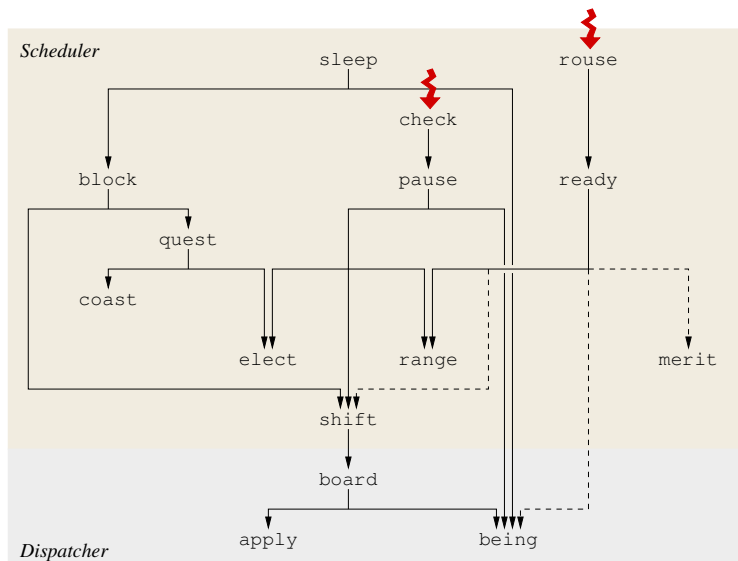 Scheduler
sleep
rouse
check
block
pause
ready
quest
coast
elect
range
merit
shift
board
apply
being
Dispatcher